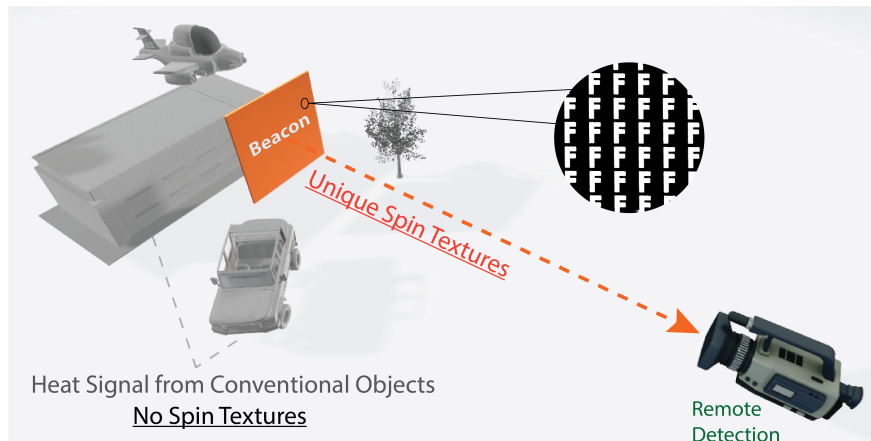 Beacon
F F F
F F F F
F F F F F F
F F F F F F
F F F F F F
F F F F
F F F
Unique Spin Textures
Heat Signal from Conventional Objects
No Spin Textures
Remote
Detection